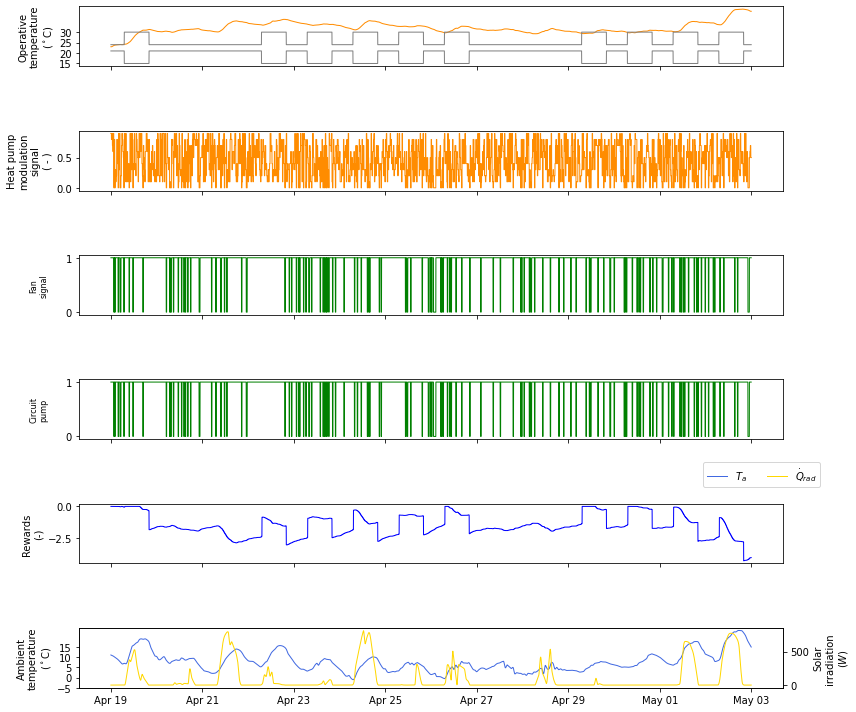 Operative
temperature
(°C)
30
25
20
15
Heat pump
modulation
signal
( - )
0.5
0.0
Fan
signal
1
0
Circuit
pump
1
0
T_a
Q̇_rad
Rewards
(-)
0.0
−2.5
Ambient
temperature
(°C)
15
10
5
0
−5
500
0
Solar
irradiation
(W)
Apr 19 Apr 21 Apr 23 Apr 25 Apr 27 Apr 29 May 01 May 03